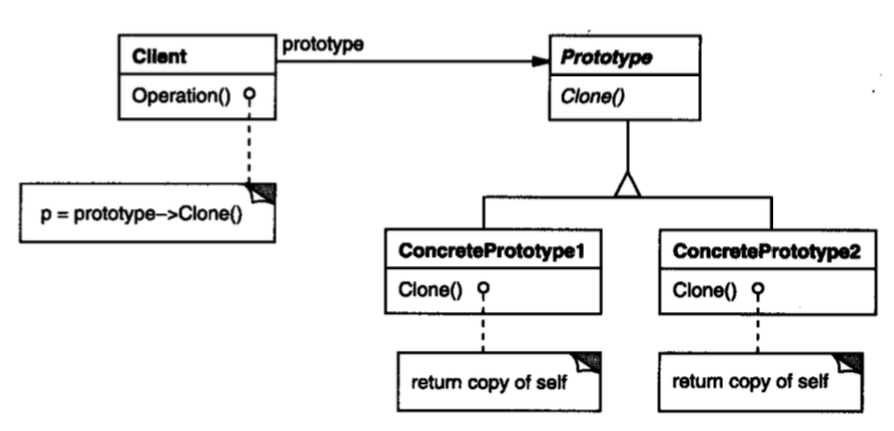 Client
Operation()
prototype
Prototype
Clone()
p = prototype->Clone()
ConcretePrototype1
Clone()
ConcretePrototype2
Clone()
return copy of self
return copy of self